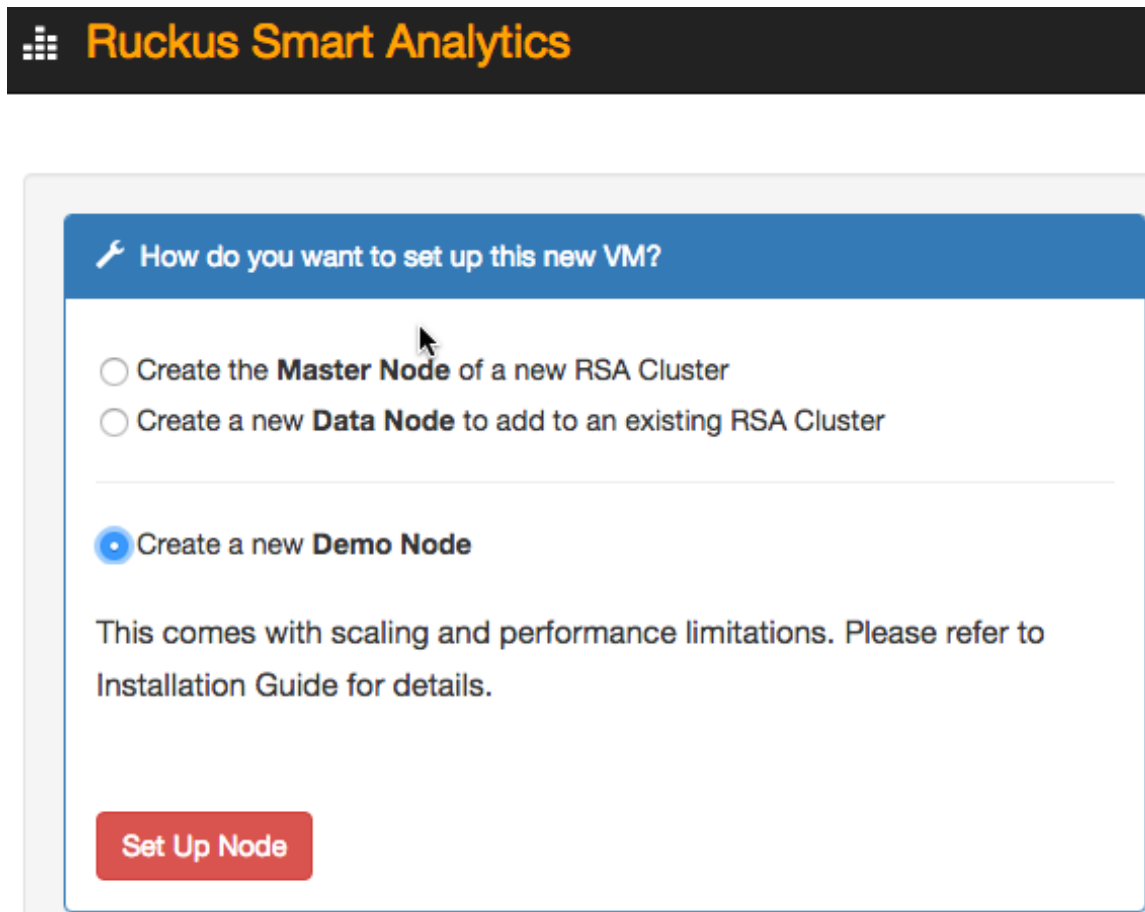 Ruckus Smart Analytics
How do you want to set up this new VM?
Create the Master Node of a new RSA Cluster
Create a new Data Node to add to an existing RSA Cluster
Create a new Demo Node
This comes with scaling and performance limitations. Please refer to
Installation Guide for details.
Set Up Node